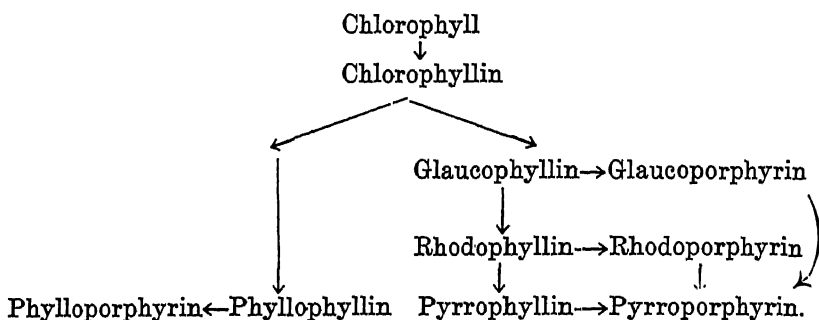 Chlorophyll
Chlorophyllin
Glaucophyllin→Glaucoporphyrin
Rhodophyllin→Rhodoporphyrin
Phylloporphyrin←Phyllophyllin Pyrrophyllin→Pyrroporphyrin.